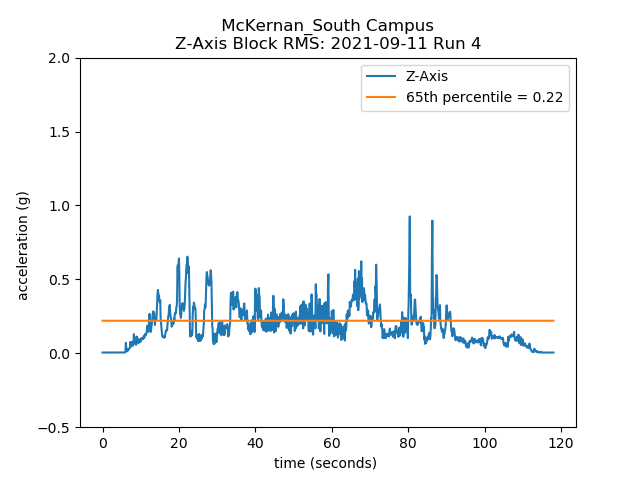 McKernan_South Campus
Z-Axis Block RMS: 2021-09-11 Run 4
Z-Axis
65th percentile = 0.22
acceleration (g)
2.0
1.5
1.0
0.5
0.0
−0.5
0 20 40 60 80 100 120
time (seconds)